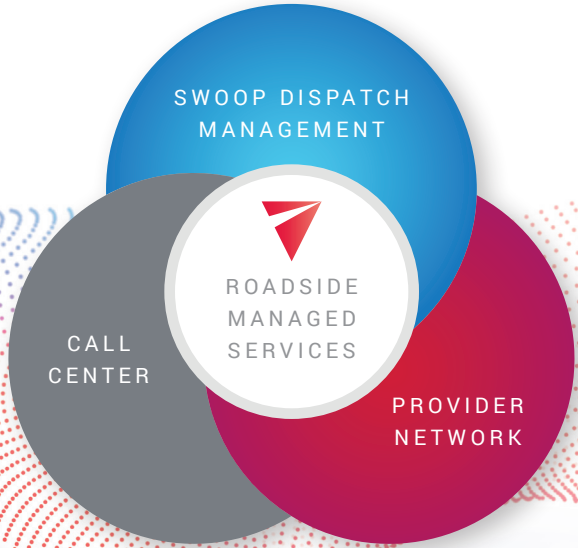 SWOOP DISPATCH
MANAGEMENT
ROADSIDE
MANAGED
SERVICES
CALL
CENTER
PROVIDER
NETWORK